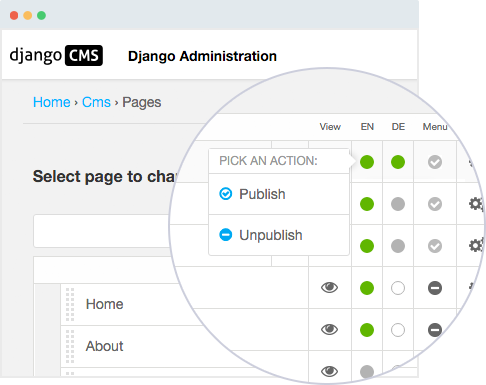 django CMS
Django Administration
Home › Cms › Pages
View EN DE Menu
PICK AN ACTION:
Select page to chan
Publish
Unpublish
Home
About